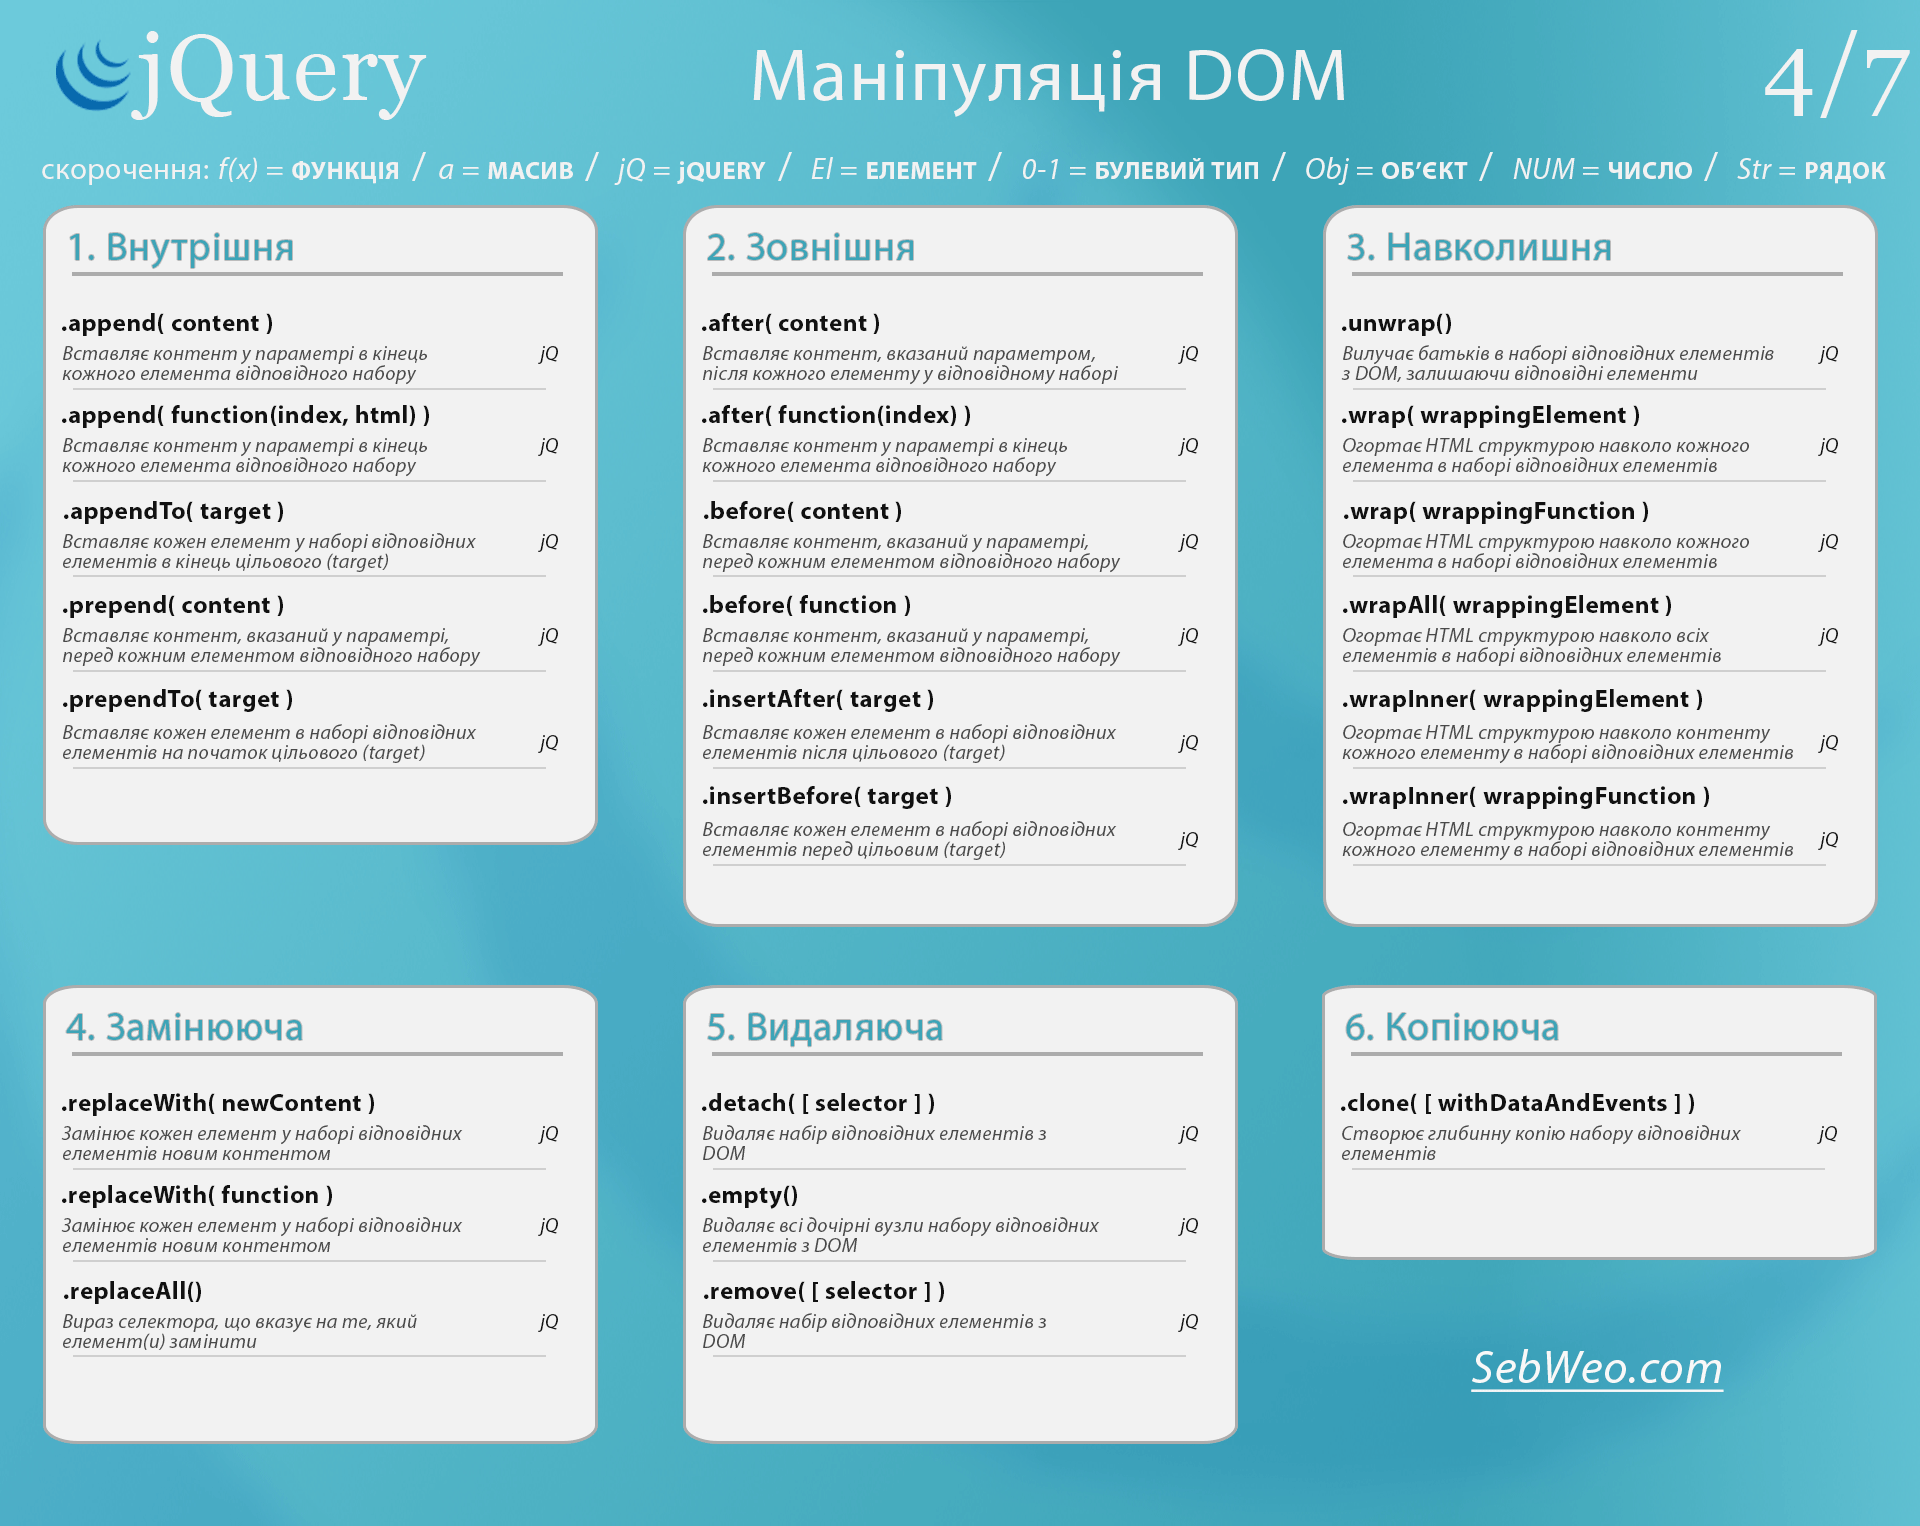 jQuery
Маніпуляція DOM
4/7
скорочення: f(x) = ФУНКЦІЯ / a = МАСИВ / jQ = jQUERY / El = ЕЛЕМЕНТ / 0-1 = БУЛЕВИЙ ТИП / Obj = ОБ’ЄКТ / NUM = ЧИСЛО / Str = РЯДОК
1. Внутрішня
.append( content )
Вставляє контент у параметрі в кінець
кожного елемента відповідного набору
jQ
.append( function(index, html) )
Вставляє контент у параметрі в кінець
кожного елемента відповідного набору
jQ
.appendTo( target )
Вставляє кожен елемент у наборі відповідних
елементів в кінець цільового (target)
jQ
.prepend( content )
Вставляє контент, вказаний у параметрі,
перед кожним елементом відповідного набору
jQ
.prependTo( target )
Вставляє кожен елемент в наборі відповідних
елементів на початок цільового (target)
jQ
2. Зовнішня
.after( content )
Вставляє контент, вказаний параметром,
після кожного елементу у відповідному наборі
jQ
.after( function(index) )
Вставляє контент у параметрі в кінець
кожного елемента відповідного набору
jQ
.before( content )
Вставляє контент, вказаний у параметрі,
перед кожним елементом відповідного набору
jQ
.before( function )
Вставляє контент, вказаний у параметрі,
перед кожним елементом відповідного набору
jQ
.insertAfter( target )
Вставляє кожен елемент в наборі відповідних
елементів після цільового (target)
jQ
.insertBefore( target )
Вставляє кожен елемент в наборі відповідних
елементів перед цільовим (target)
jQ
3. Навколишня
.unwrap()
Вилучає батьків в наборі відповідних елементів
з DOM, залишаючи відповідні елементи
jQ
.wrap( wrappingElement )
Огортає HTML структурою навколо кожного
елемента в наборі відповідних елементів
jQ
.wrap( wrappingFunction )
Огортає HTML структурою навколо кожного
елемента в наборі відповідних елементів
jQ
.wrapAll( wrappingElement )
Огортає HTML структурою навколо всіх
елементів в наборі відповідних елементів
jQ
.wrapInner( wrappingElement )
Огортає HTML структурою навколо контенту
кожного елементу в наборі відповідних елементів
jQ
.wrapInner( wrappingFunction )
Огортає HTML структурою навколо контенту
кожного елементу в наборі відповідних елементів
jQ
4. Замінююча
.replaceWith( newContent )
Замінює кожен елемент у наборі відповідних
елементів новим контентом
jQ
.replaceWith( function )
Замінює кожен елемент у наборі відповідних
елементів новим контентом
jQ
.replaceAll()
Вираз селектора, що вказує на те, який
елемент(и) замінити
jQ
5. Видаляюча
.detach( [ selector ] )
Видаляє набір відповідних елементів з
DOM
jQ
.empty()
Видаляє всі дочірні вузли набору відповідних
елементів з DOM
jQ
.remove( [ selector ] )
Видаляє набір відповідних елементів з
DOM
jQ
6. Копіююча
.clone( [ withDataAndEvents ] )
Створює глибинну копію набору відповідних
елементів
jQ
SebWeo.com